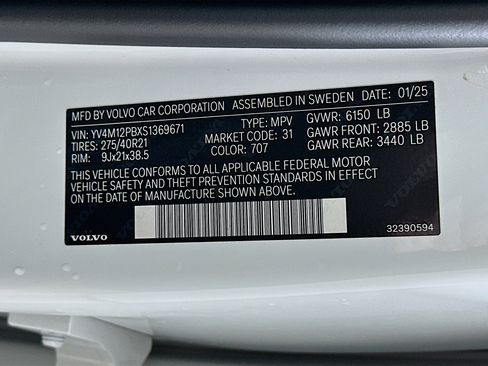 MFD BY VOLVO CAR CORPORATION ASSEMBLED IN SWEDEN DATE: 01/25
VIN: YV4M12PBXS1369671 TYPE: MPV GVWR: 6150 LB
TIRES: 275/40R21 MARKET CODE: 31 GAWR FRONT: 2885 LB
RIM: 9Jx21x38.5 COLOR: 707 GAWR REAR: 3440 LB
THIS VEHICLE CONFORMS TO ALL APPLICABLE FEDERAL MOTOR
VEHICLE SAFETY AND THEFT PREVENTION STANDARDS IN EFFECT
ON THE DATE OF MANUFACTURE SHOWN ABOVE.
VOLVO 32390594